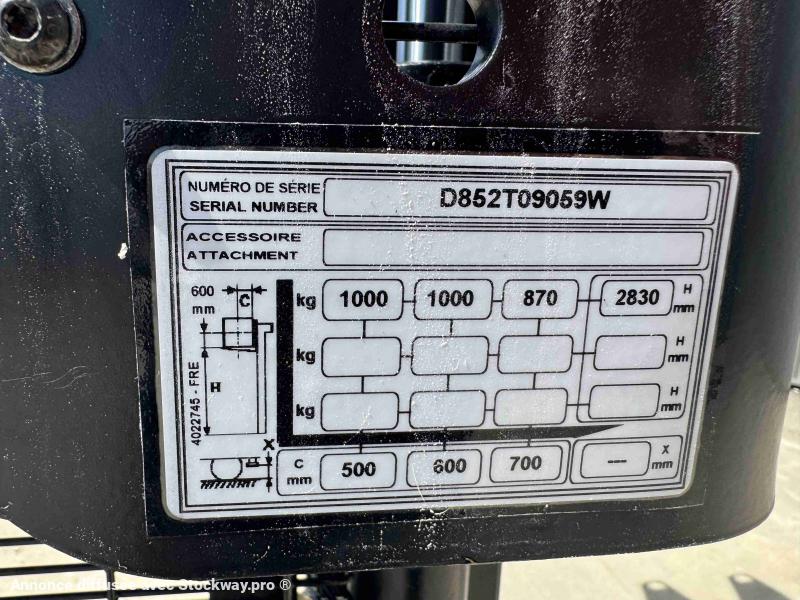 NUMÉRO DE SÉRIE
SERIAL NUMBER
D852T09059W
ACCESSOIRE
ATTACHMENT
600 mm
C
H
X
4022745 - FRE
kg 1000 1000 870 2830 H mm
kg H mm
kg H mm
C mm 500 600 700 --- X mm
Annonce diffusée avec Stockway.pro ®